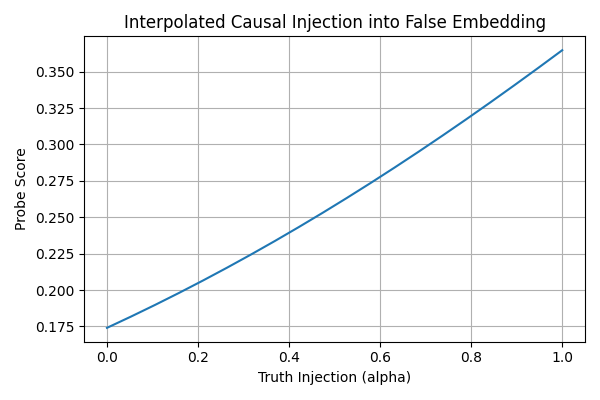 Interpolated Causal Injection into False Embedding
Probe Score
0.350
0.325
0.300
0.275
0.250
0.225
0.200
0.175
0.0 0.2 0.4 0.6 0.8 1.0
Truth Injection (alpha)